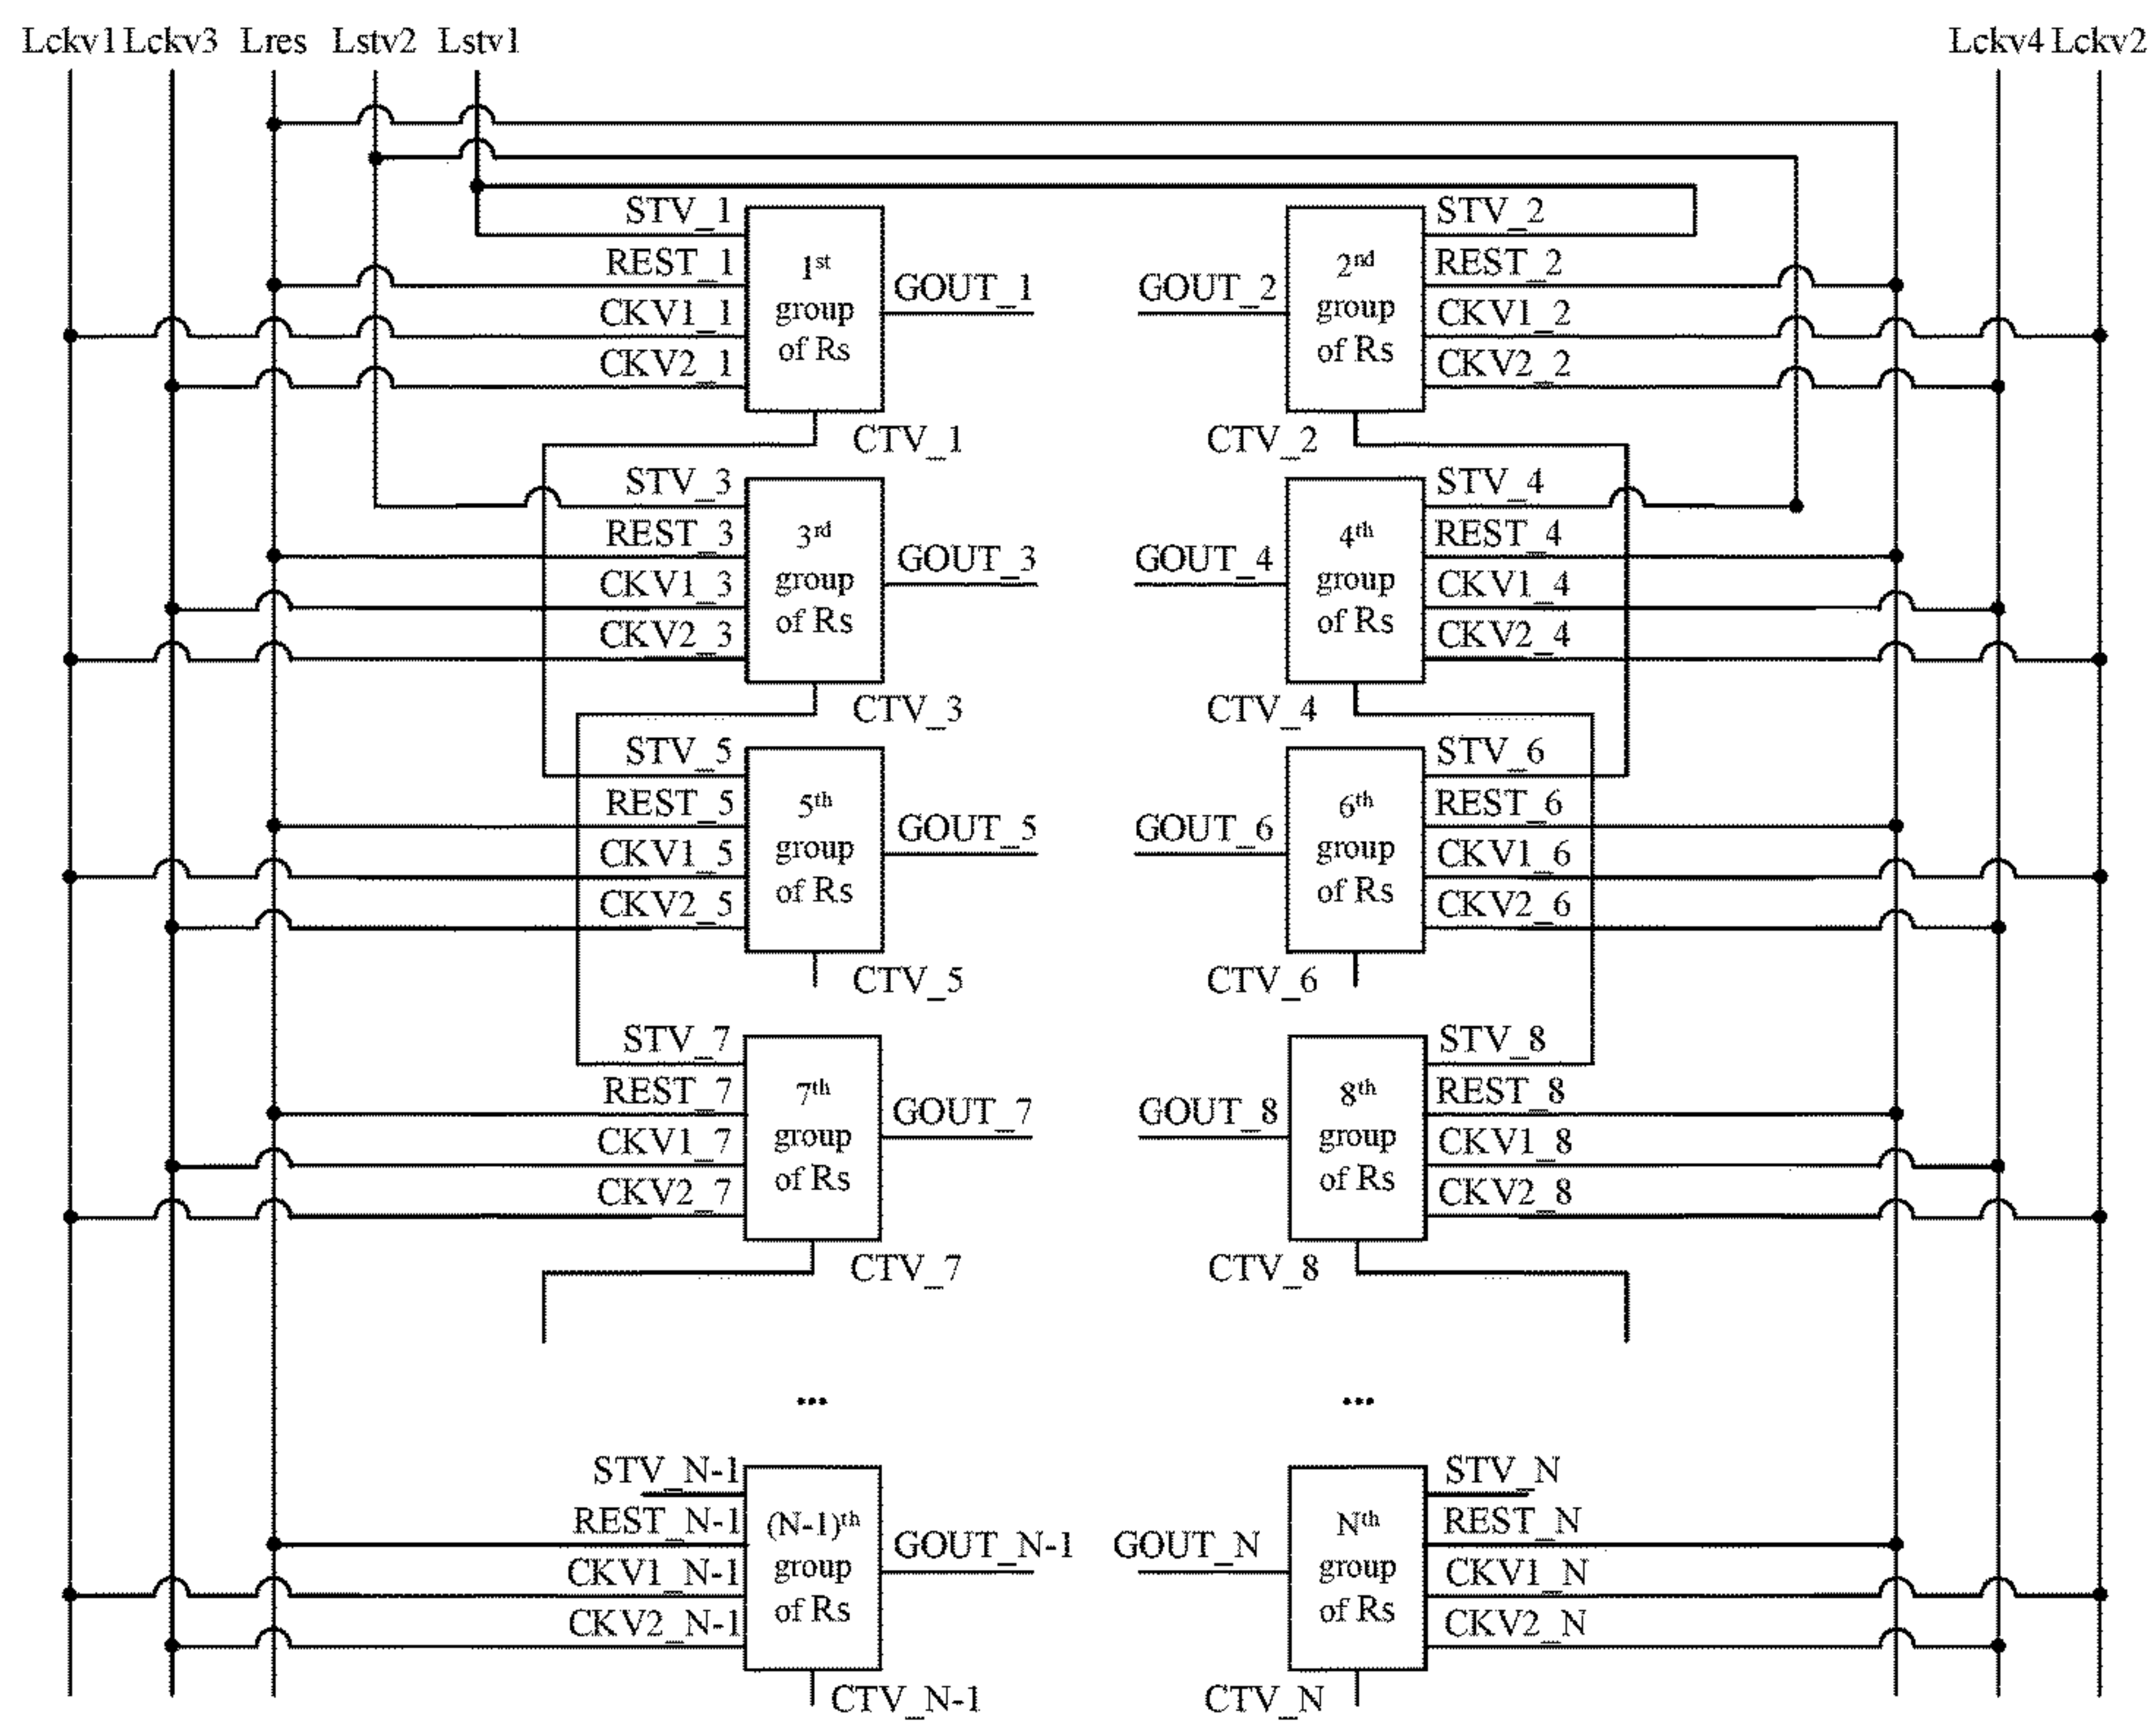 Lckv1 Lckv3 Lres Lstv2 Lstv1 Lckv4 Lckv2
STV_1 STV_2
REST_1 1st REST_2 2nd
GOUT_1 GOUT_2
CKV1_1 group CKV1_2 group
CKV2_1 of Rs CKV2_2 of Rs
CTV_1 CTV_2
STV_3 STV_4
REST_3 3rd REST_4 4th
GOUT_3 GOUT_4
CKV1_3 group CKV1_4 group
CKV2_3 of Rs CKV2_4 of Rs
CTV_3 CTV_4
STV_5 STV_6
REST_5 5th REST_6 6th
GOUT_5 GOUT_6
CKV1_5 group CKV1_6 group
CKV2_5 of Rs CKV2_6 of Rs
CTV_5 CTV_6
STV_7 STV_8
REST_7 7th REST_8 8th
GOUT_7 GOUT_8
CKV1_7 group CKV1_8 group
CKV2_7 of Rs CKV2_8 of Rs
CTV_7 CTV_8
... ...
STV_N-1 STV_N
REST_N-1 (N-1)th REST_N Nth
GOUT_N-1 GOUT_N
CKV1_N-1 group CKV1_N group
CKV2_N-1 of Rs CKV2_N of Rs
CTV_N-1 CTV_N